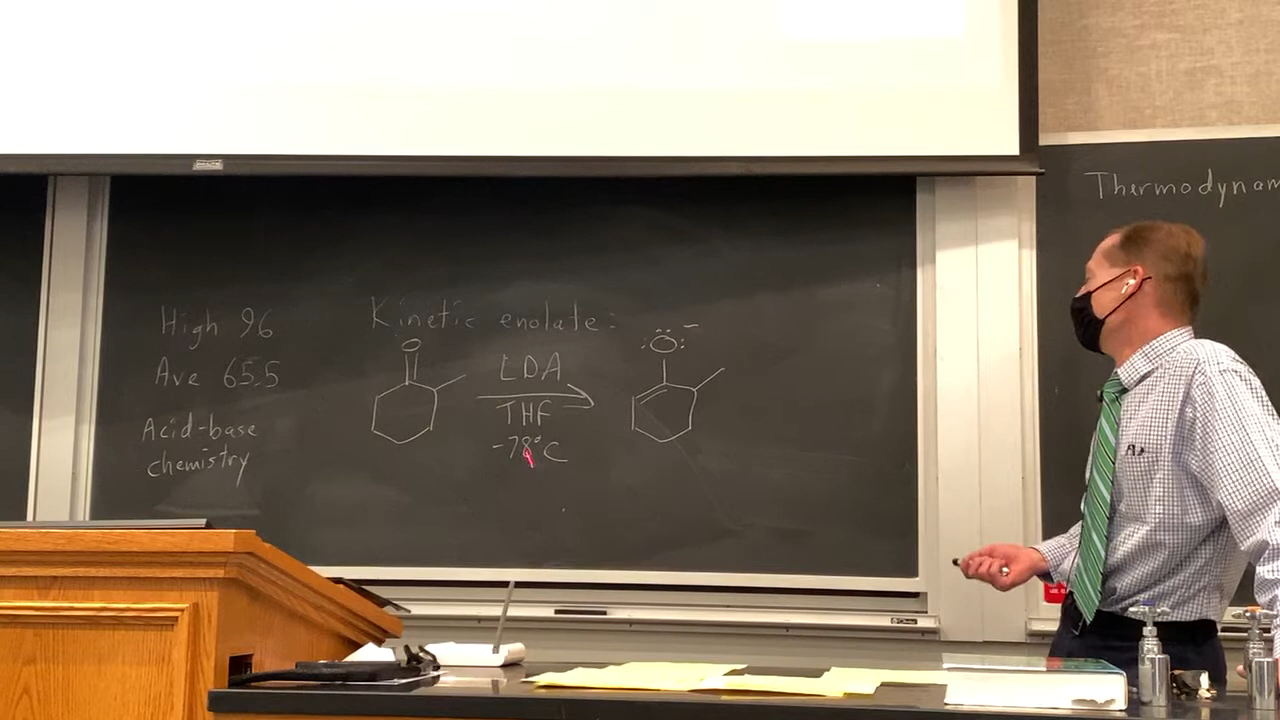 Thermodynam
High 96
Ave 65.5
Acid-base
chemistry
Kinetic enolate:
O
LDA
THF
-78°C
:Ö: −